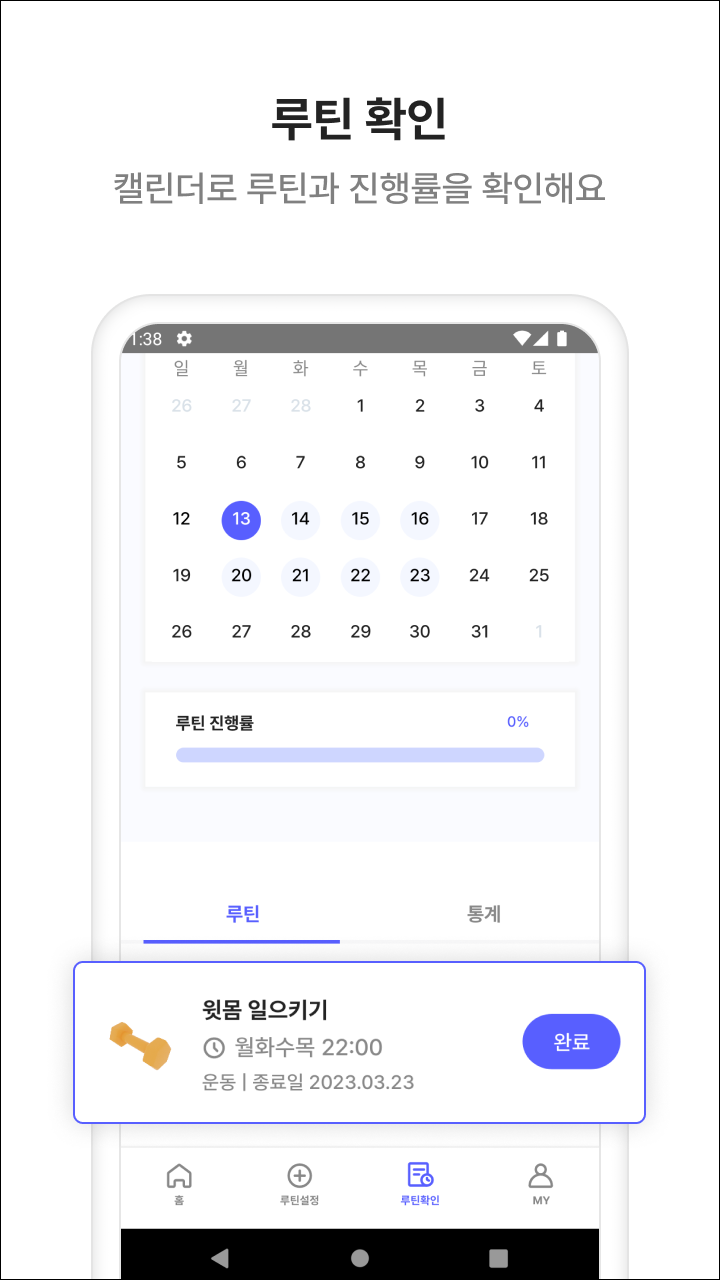 루틴 확인
캘린더로 루틴과 진행률을 확인해요
1:38
일 월 화 수 목 금 토
26 27 28 1 2 3 4
5 6 7 8 9 10 11
12 13 14 15 16 17 18
19 20 21 22 23 24 25
26 27 28 29 30 31 1
루틴 진행률 0%
루틴 통계
윗몸 일으키기
월화수목 22:00
완료
운동 | 종료일 2023.03.23
홈 루틴설정 루틴확인 MY